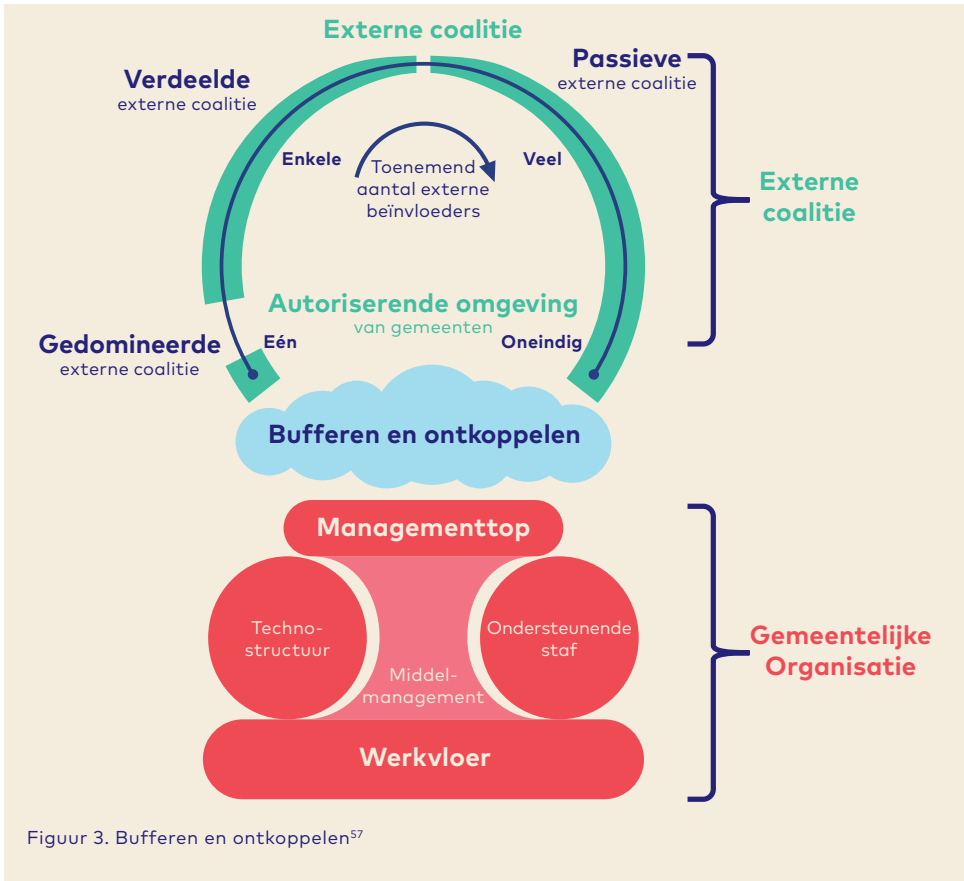 Externe coalitie
Verdeelde
externe coalitie
Passieve
externe coalitie
Enkele
Veel
Toenemend
aantal externe
beïnvloeders
Externe
coalitie
Autoriserende omgeving
van gemeenten
Gedomineerde
externe coalitie
Eén
Oneindig
Bufferen en ontkoppelen
Managementtop
Techno-
structuur
Ondersteunende
staf
Middel-
management
Gemeentelijke
Organisatie
Werkvloer
Figuur 3. Bufferen en ontkoppelen⁵⁷